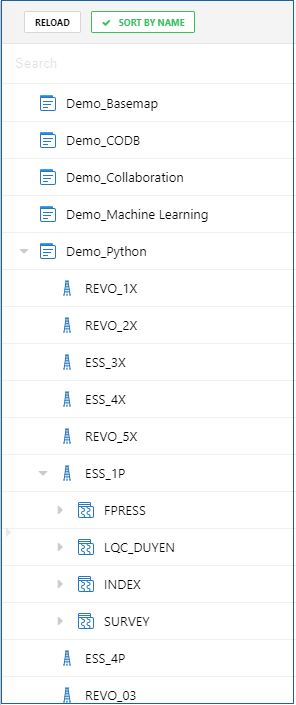 RELOAD
SORT BY NAME
Search
Demo_Basemap
Demo_CODB
Demo_Collaboration
Demo_Machine Learning
Demo_Python
REVO_1X
REVO_2X
ESS_3X
ESS_4X
REVO_5X
ESS_1P
FPRESS
LQC_DUYEN
INDEX
SURVEY
ESS_4P
REVO_03